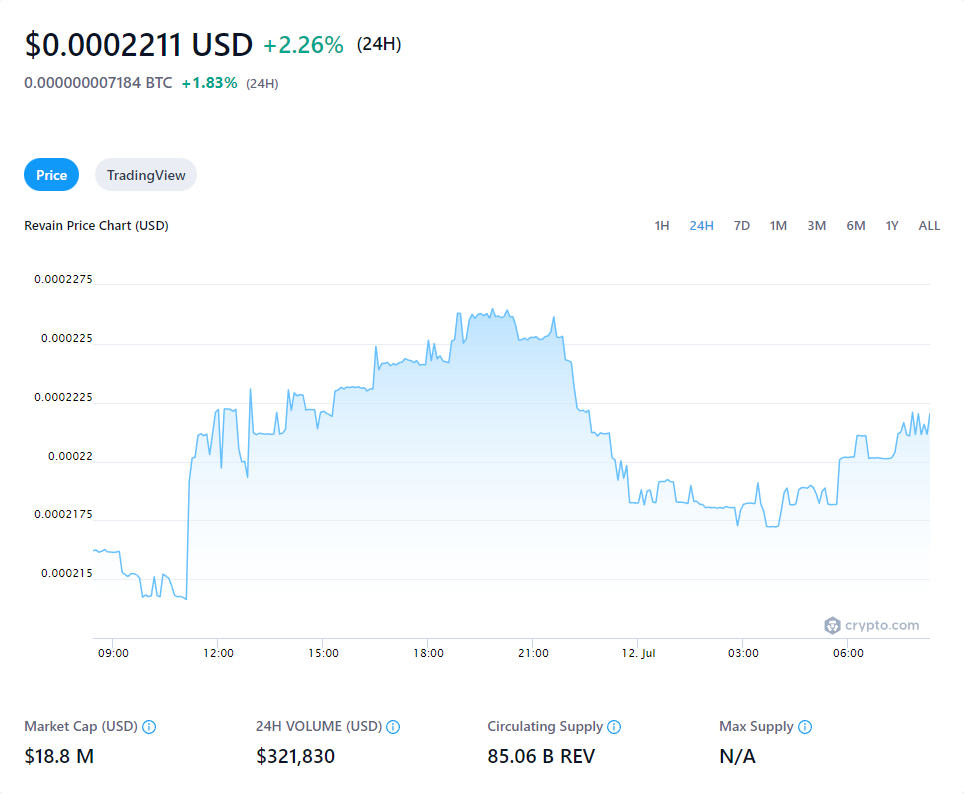 $0.0002211 USD +2.26% (24H)
0.000000007184 BTC +1.83% (24H)
Price TradingView
Revain Price Chart (USD) 1H 24H 7D 1M 3M 6M 1Y ALL
0.0002275
0.000225
0.0002225
0.00022
0.0002175
0.000215
crypto.com
09:00 12:00 15:00 18:00 21:00 12. Jul 03:00 06:00
Market Cap (USD) 24H VOLUME (USD) Circulating Supply Max Supply
$18.8 M $321,830 85.06 B REV N/A